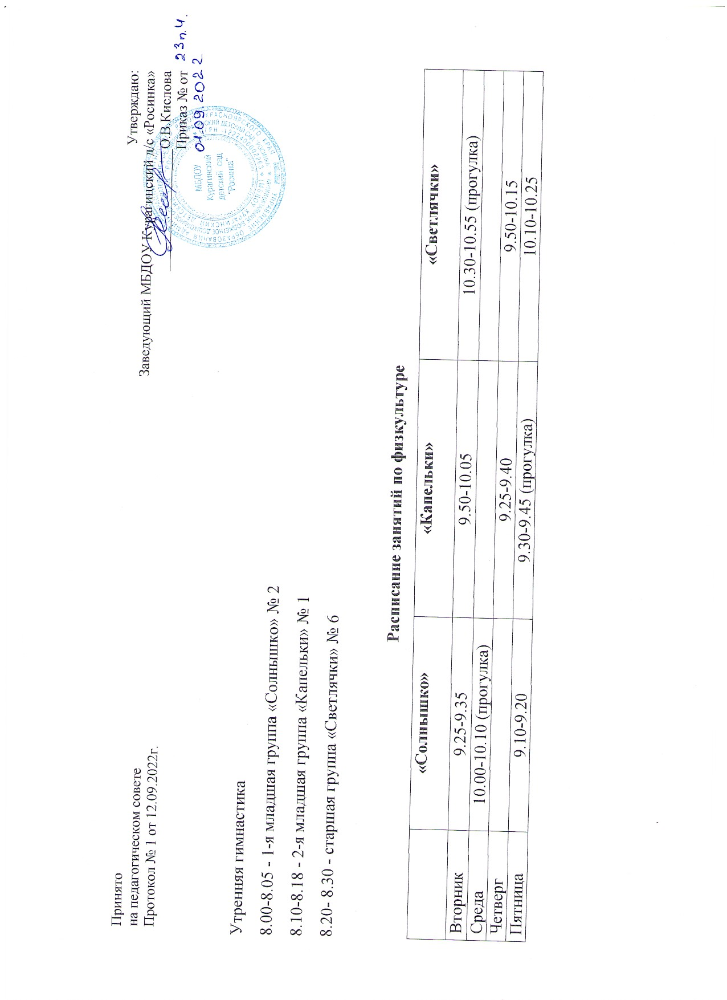 Принято
на педагогическом совете
Протокол № 1 от 12.09.2022г.
Утверждаю:
Заведующий МБДОУ Курагинский д/с «Росинка»
О.В.Кислова
Приказ № от 23 п.4.
01.09.2022
МБДОУ
Курагинский
детский сад
"Росинка"
Утренняя гимнастика
8.00-8.05 - 1-я младшая группа «Солнышко» № 2
8.10-8.18 - 2-я младшая группа «Капельки» № 1
8.20- 8.30 - старшая группа «Светлячки» № 6
Расписание занятий по физкультуре
«Солнышко» «Капельки» «Светлячки»
Вторник 9.25-9.35 9.50-10.05 10.30-10.55 (прогулка)
Среда 10.00-10.10 (прогулка)
Четверг 9.25-9.40 9.50-10.15
Пятница 9.10-9.20 9.30-9.45 (прогулка) 10.10-10.25